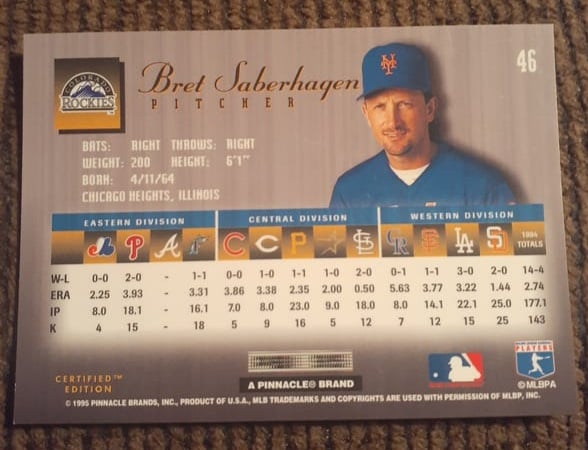 46
COLORADO
ROCKIES
Bret Saberhagen
PITCHER
BATS: RIGHT THROWS: RIGHT
WEIGHT: 200 HEIGHT: 6'1"
BORN: 4/11/64
CHICAGO HEIGHTS, ILLINOIS
EASTERN DIVISION CENTRAL DIVISION WESTERN DIVISION
1994 TOTALS
W-L 0-0 2-0 - 1-1 0-0 1-0 1-0 1-0 2-0 0-1 1-1 3-0 2-0 14-4
ERA 2.25 3.93 - 3.31 3.86 3.38 2.35 2.00 0.50 5.63 3.77 3.22 1.44 2.74
IP 8.0 18.1 - 16.1 7.0 8.0 23.0 9.0 18.0 8.0 14.1 22.1 25.0 177.1
K 4 15 - 18 5 9 16 5 12 7 12 15 25 143
CERTIFIED™
EDITION
A PINNACLE® BRAND
PLAYERS
©MLBPA
© 1995 PINNACLE BRANDS, INC., PRODUCT OF U.S.A., MLB TRADEMARKS AND COPYRIGHTS ARE USED WITH PERMISSION OF MLBP, INC.